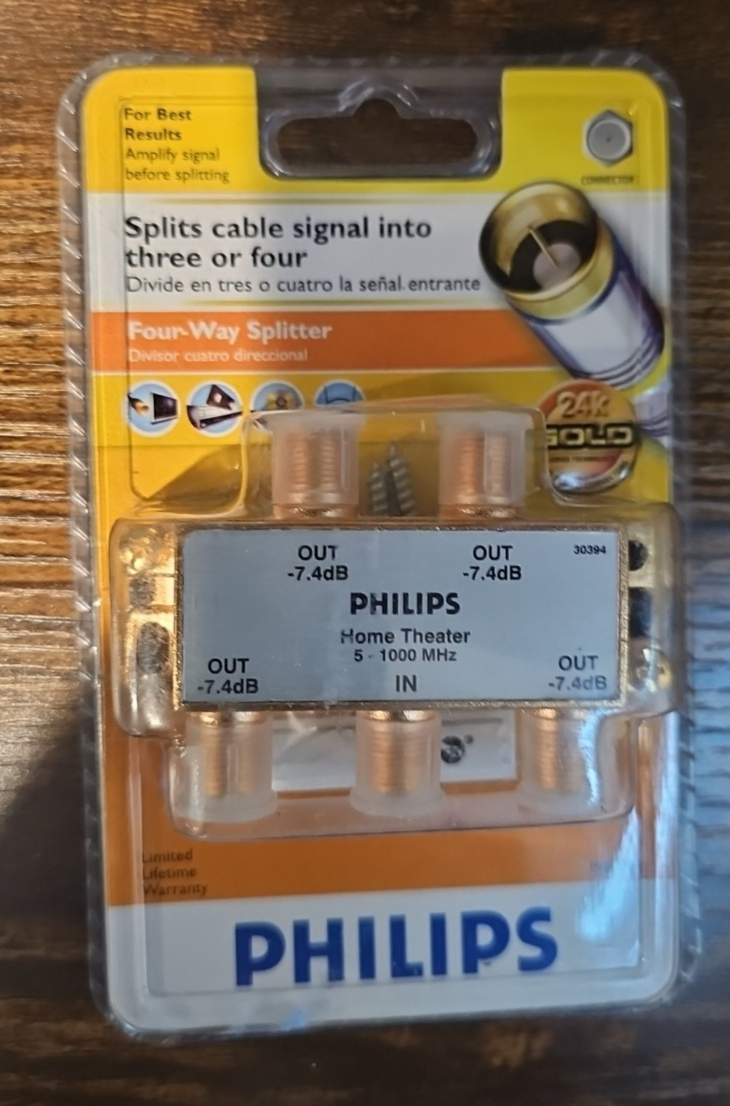 For Best
Results
Amplify signal
before splitting
CONNECTOR
Splits cable signal into
three or four
Divide en tres o cuatro la señal entrante
Four-Way Splitter
Divisor cuatro direccional
24k
GOLD
OUT
-7.4dB
OUT
-7.4dB
30394
PHILIPS
Home Theater
5 - 1000 MHz
OUT
-7.4dB
IN
OUT
-7.4dB
Limited
Lifetime
Warranty
PHILIPS